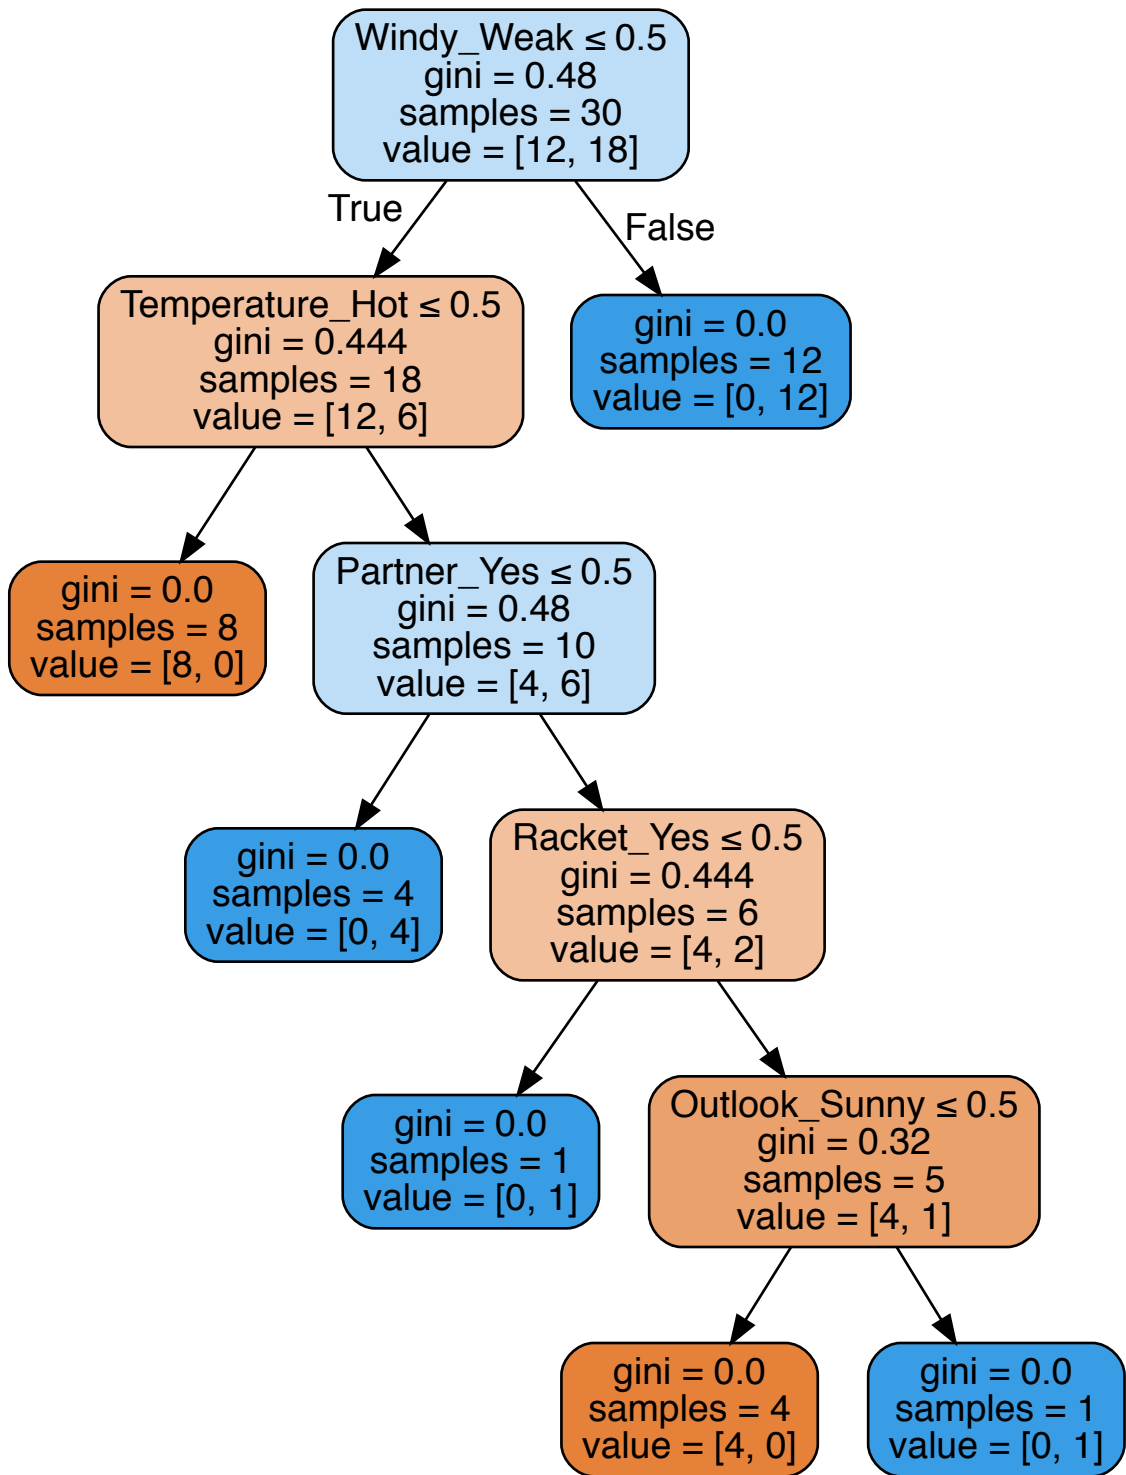 Windy_Weak ≤ 0.5
gini = 0.48
samples = 30
value = [12, 18]
True
False
Temperature_Hot ≤ 0.5
gini = 0.444
samples = 18
value = [12, 6]
gini = 0.0
samples = 12
value = [0, 12]
gini = 0.0
samples = 8
value = [8, 0]
Partner_Yes ≤ 0.5
gini = 0.48
samples = 10
value = [4, 6]
gini = 0.0
samples = 4
value = [0, 4]
Racket_Yes ≤ 0.5
gini = 0.444
samples = 6
value = [4, 2]
gini = 0.0
samples = 1
value = [0, 1]
Outlook_Sunny ≤ 0.5
gini = 0.32
samples = 5
value = [4, 1]
gini = 0.0
samples = 4
value = [4, 0]
gini = 0.0
samples = 1
value = [0, 1]